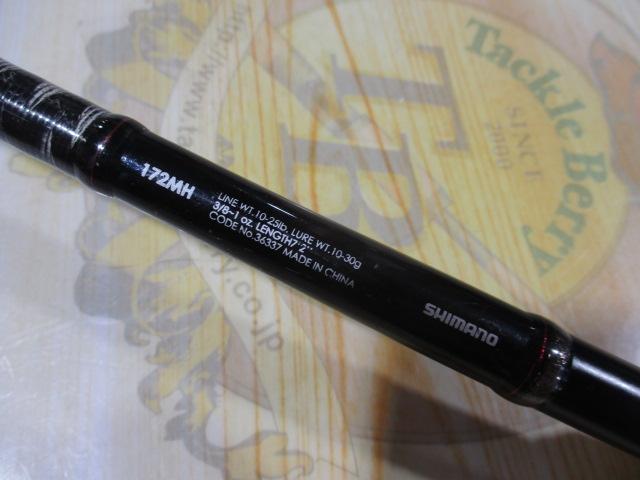 172MH
LINE WT.10-25lb, LURE WT.10-30g
3/8-1 oz. LENGTH7'2"
CODE No.36337 MADE IN CHINA
SHIMANO
Tackle Berry
SINCE
2000
TB